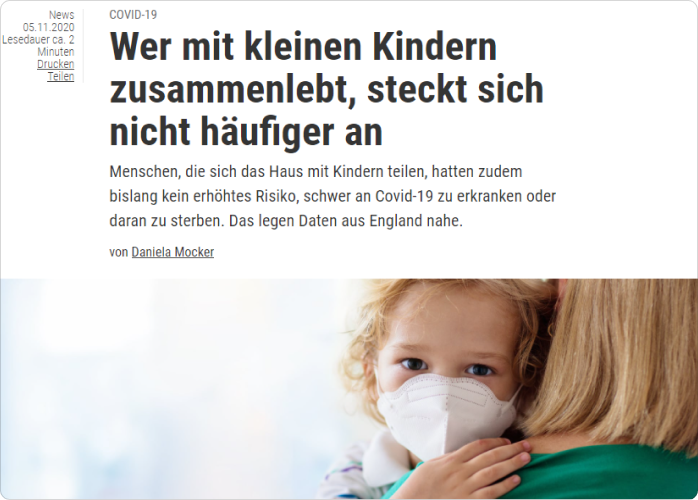 News
05.11.2020
Lesedauer ca. 2
Minuten
Drucken
Teilen
COVID-19
Wer mit kleinen Kindern
zusammenlebt, steckt sich
nicht häufiger an
Menschen, die sich das Haus mit Kindern teilen, hatten zudem
bislang kein erhöhtes Risiko, schwer an Covid-19 zu erkranken oder
daran zu sterben. Das legen Daten aus England nahe.
von Daniela Mocker